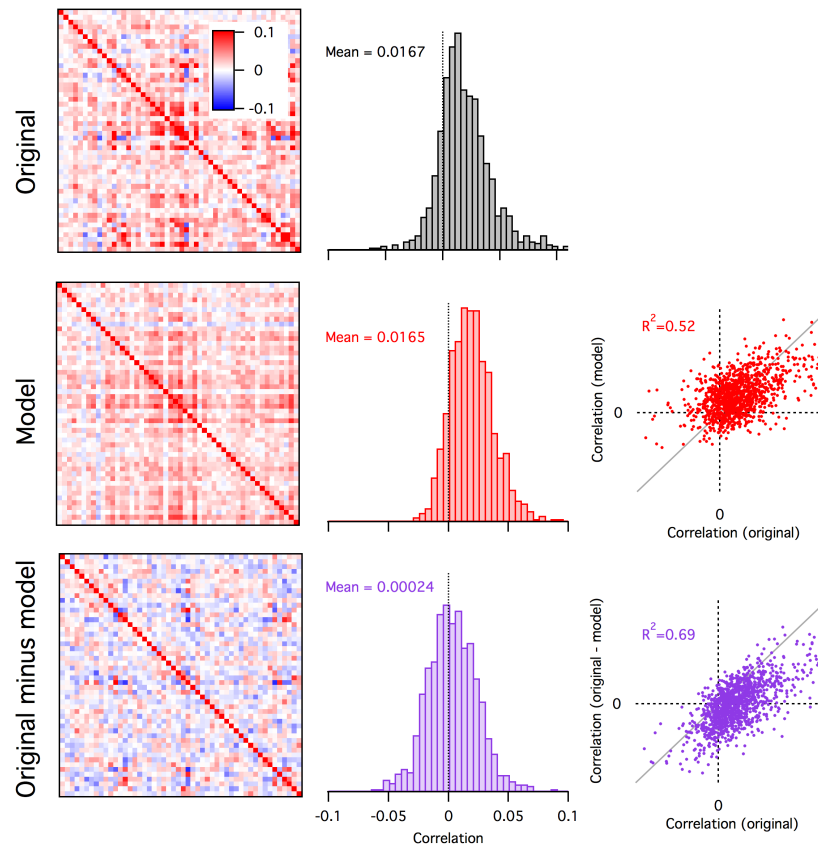 Original
0.1
0
-0.1
Mean = 0.0167
Model
Mean = 0.0165
R2=0.52
Correlation (model)
0
0
Correlation (original)
Original minus model
Mean = 0.00024
-0.1
-0.05
0
0.05
0.1
Correlation
R2=0.69
Correlation (original - model)
0
0
Correlation (original)